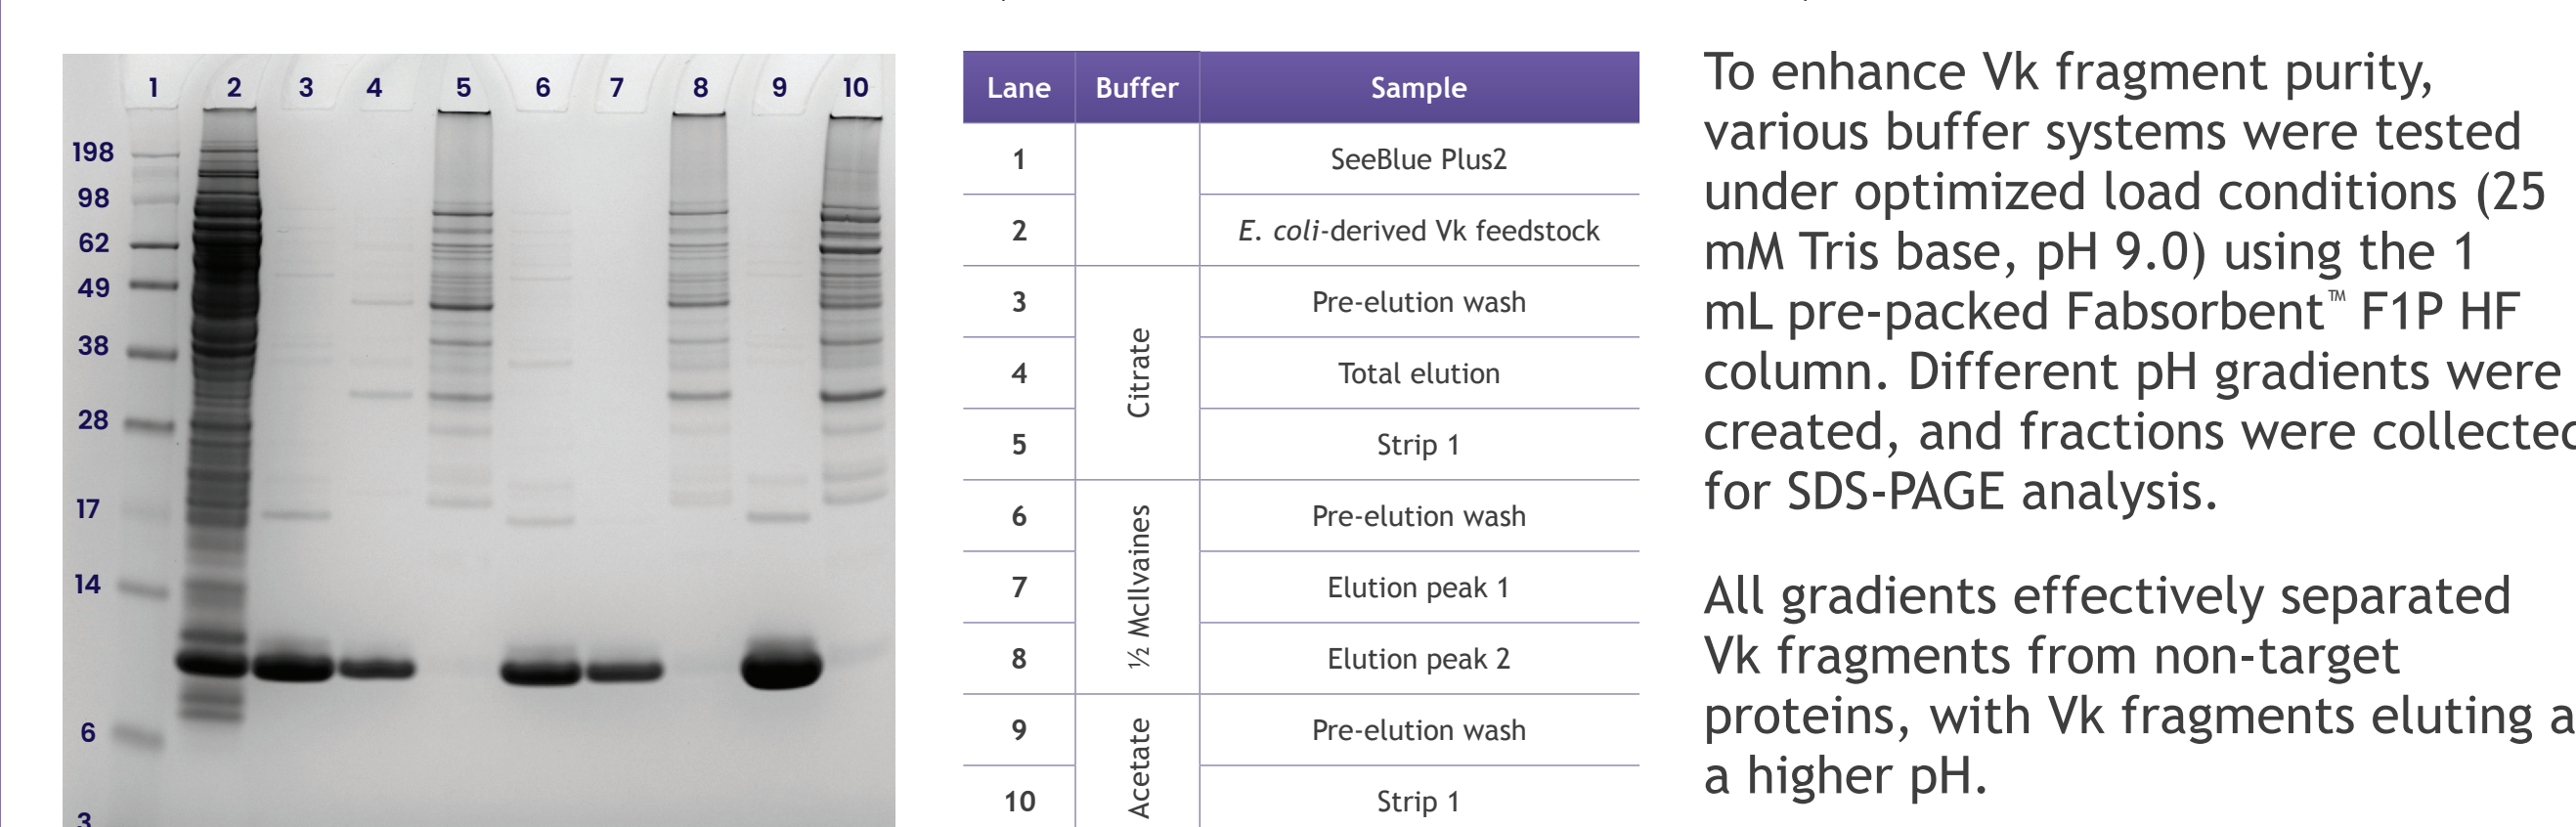 1 2 3 4 5 6 7 8 9 10
198
98
62
49
38
28
17
14
6
3
Lane Buffer Sample
1 SeeBlue Plus2
2 E. coli-derived Vk feedstock
Citrate
3 Pre-elution wash
4 Total elution
5 Strip 1
½ McIlvaines
6 Pre-elution wash
7 Elution peak 1
8 Elution peak 2
Acetate
9 Pre-elution wash
10 Strip 1
To enhance Vk fragment purity,
various buffer systems were tested
under optimized load conditions (25
mM Tris base, pH 9.0) using the 1
mL pre-packed Fabsorbent™ F1P HF
column. Different pH gradients were
created, and fractions were collected
for SDS-PAGE analysis.
All gradients effectively separated
Vk fragments from non-target
proteins, with Vk fragments eluting a
a higher pH.